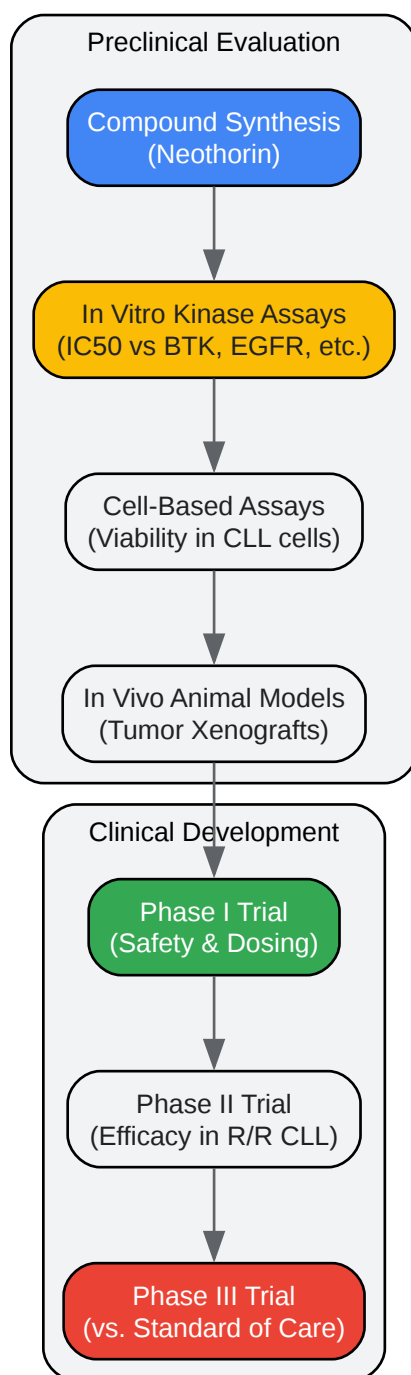 Preclinical Evaluation
Compound Synthesis
(Neothorin)
In Vitro Kinase Assays
(IC50 vs BTK, EGFR, etc.)
Cell-Based Assays
(Viability in CLL cells)
In Vivo Animal Models
(Tumor Xenografts)
Clinical Development
Phase I Trial
(Safety & Dosing)
Phase II Trial
(Efficacy in R/R CLL)
Phase III Trial
(vs. Standard of Care)